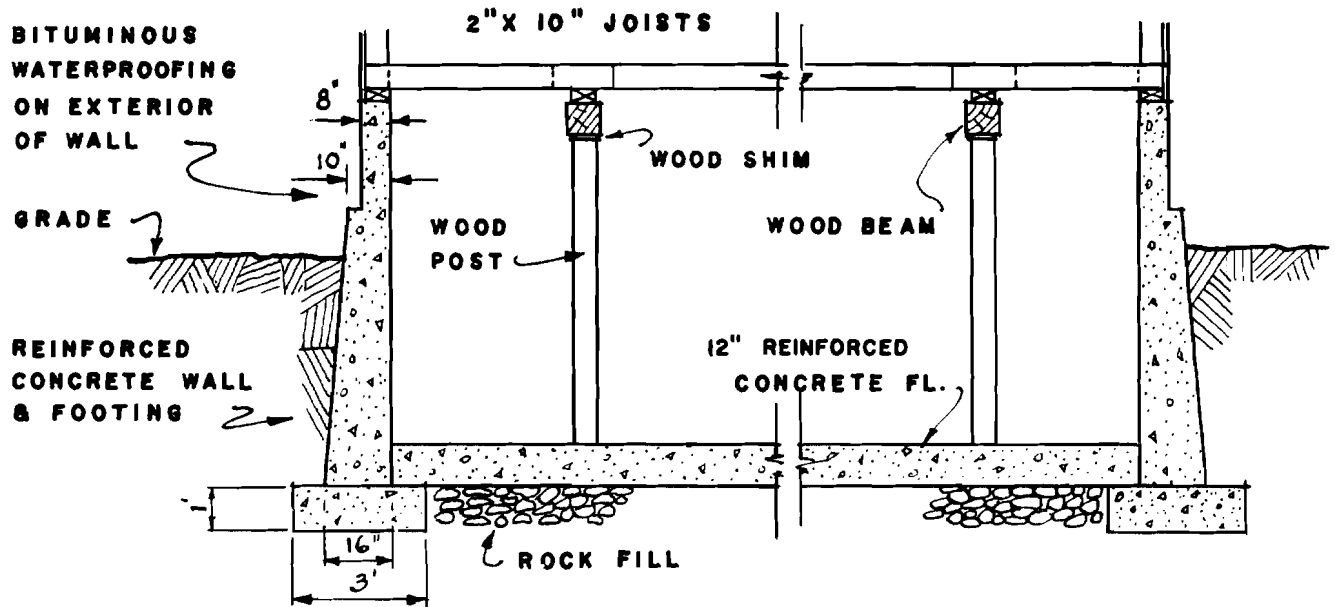 2"X 10" JOISTS
BITUMINOUS
WATERPROOFING
ON EXTERIOR
OF WALL
8"
10"
WOOD SHIM
GRADE
WOOD
POST
WOOD BEAM
REINFORCED
CONCRETE WALL
& FOOTING
12" REINFORCED
CONCRETE FL.
1'
16"
3'
ROCK FILL